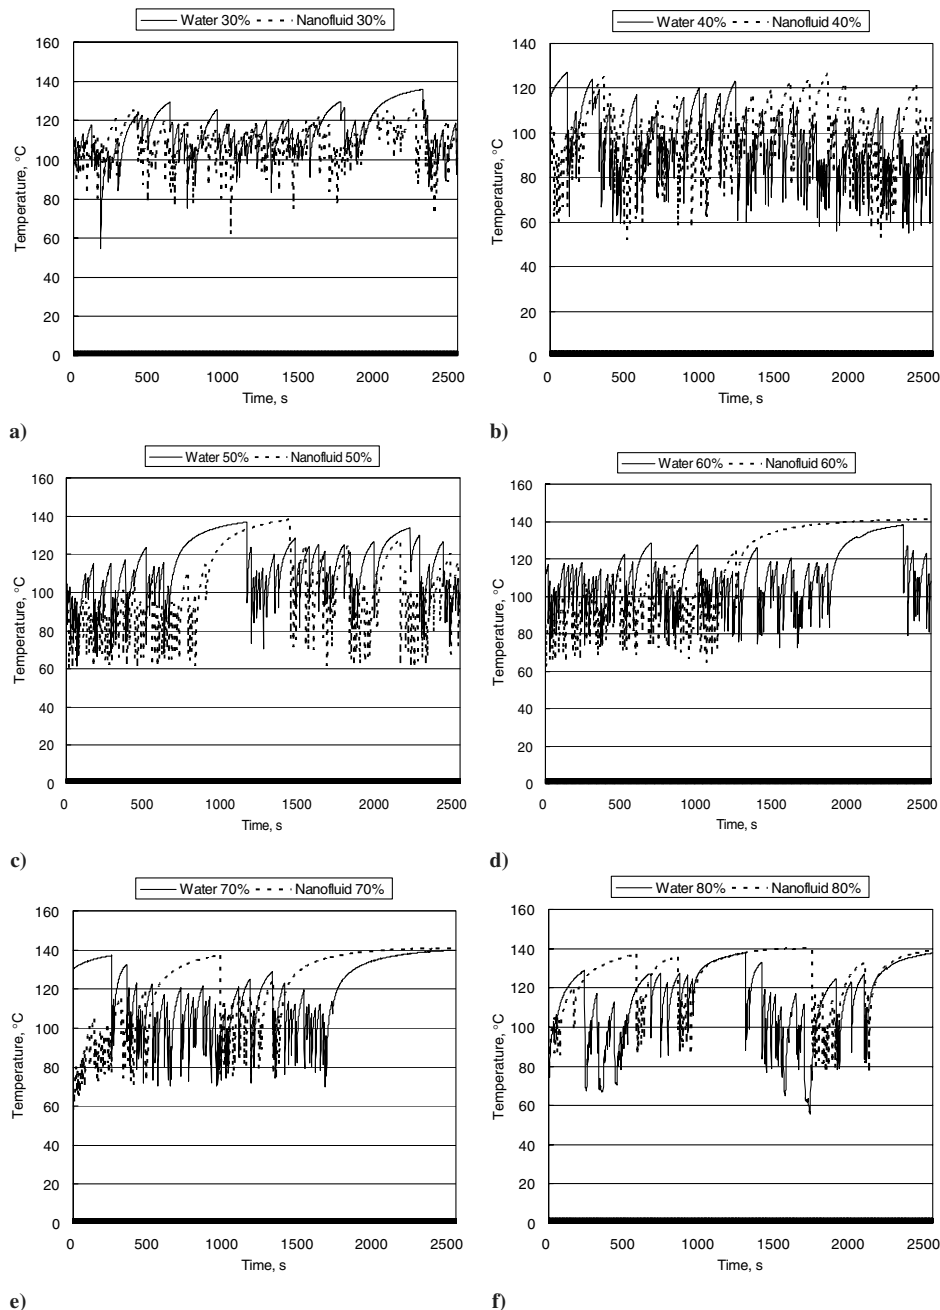 Water 30% Nanofluid 30%
160
140
120
100
80
60
40
20
0
Temperature, °C
0 500 1000 1500 2000 2500
Time, s
a)
Water 40% Nanofluid 40%
140
120
100
80
60
40
20
0
Temperature, °C
0 500 1000 1500 2000 2500
Time, s
b)
Water 50% Nanofluid 50%
160
140
120
100
80
60
40
20
0
Temperature, °C
0 500 1000 1500 2000 2500
Time, s
c)
Water 60% Nanofluid 60%
160
140
120
100
80
60
40
20
0
Temperature, °C
0 500 1000 1500 2000 2500
Time, s
d)
Water 70% Nanofluid 70%
160
140
120
100
80
60
40
20
0
Temperature, °C
0 500 1000 1500 2000 2500
Time, s
e)
Water 80% Nanofluid 80%
160
140
120
100
80
60
40
20
0
Temperature, °C
0 500 1000 1500 2000 2500
Time, s
f)